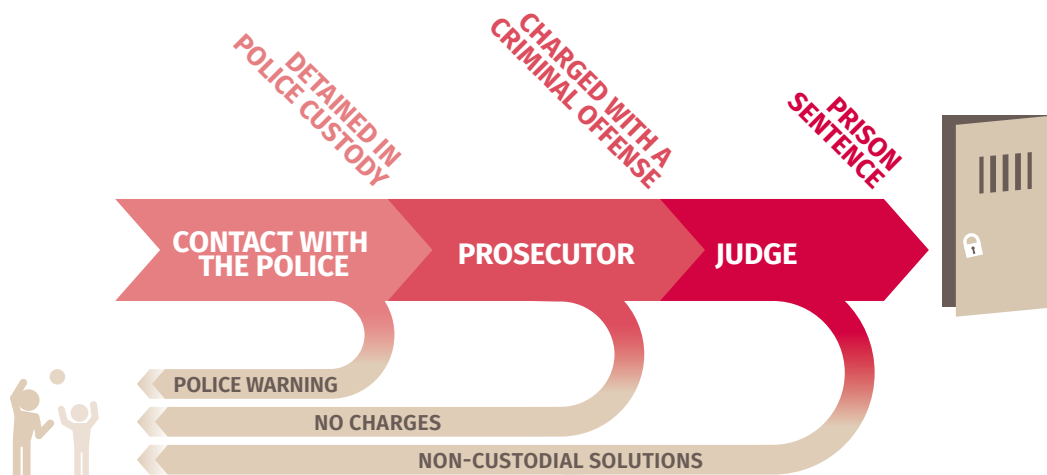 DETAINED IN
POLICE CUSTODY
CHARGED WITH A
CRIMINAL OFFENSE
PRISON
SENTENCE
CONTACT WITH
THE POLICE
PROSECUTOR
JUDGE
POLICE WARNING
NO CHARGES
NON-CUSTODIAL SOLUTIONS